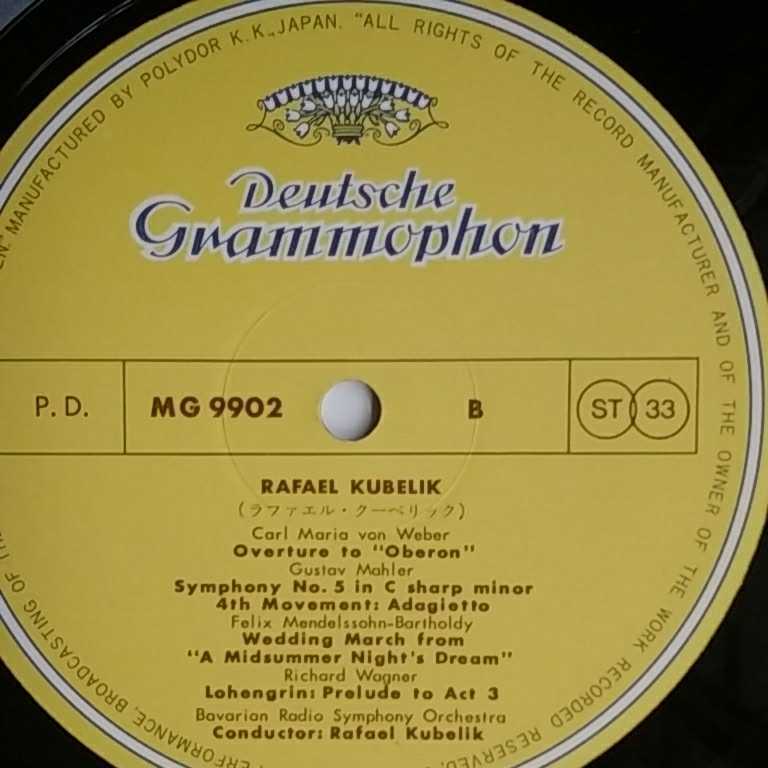 MANUFACTURED BY POLYDOR K.K., JAPAN. "ALL RIGHTS OF THE RECORD MANUFACTURER AND OF THE OWNER OF THE WORK RECORDED RESERVED.
PERFORMANCE, BROADCASTING OF
Deutsche
Grammophon
P. D. MG 9902 B ST 33
RAFAEL KUBELIK
(ラファエル・クーベリック)
Carl Maria von Weber
Overture to "Oberon"
Gustav Mahler
Symphony No. 5 in C sharp minor
4th Movement: Adagietto
Felix Mendelssohn-Bartholdy
Wedding March from
"A Midsummer Night's Dream"
Richard Wagner
Lohengrin: Prelude to Act 3
Bavarian Radio Symphony Orchestra
Conductor: Rafael Kubelik